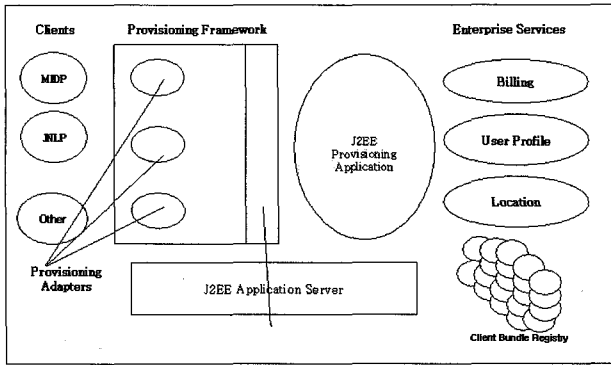 Clients
Provisioning Framework
Enterprise Services
MIDP
JNLP
Other
Provisioning
Adapters
J2EE
Provisioning
Application
Billing
User Profile
Location
J2EE Application Server
Client Bundle Registry